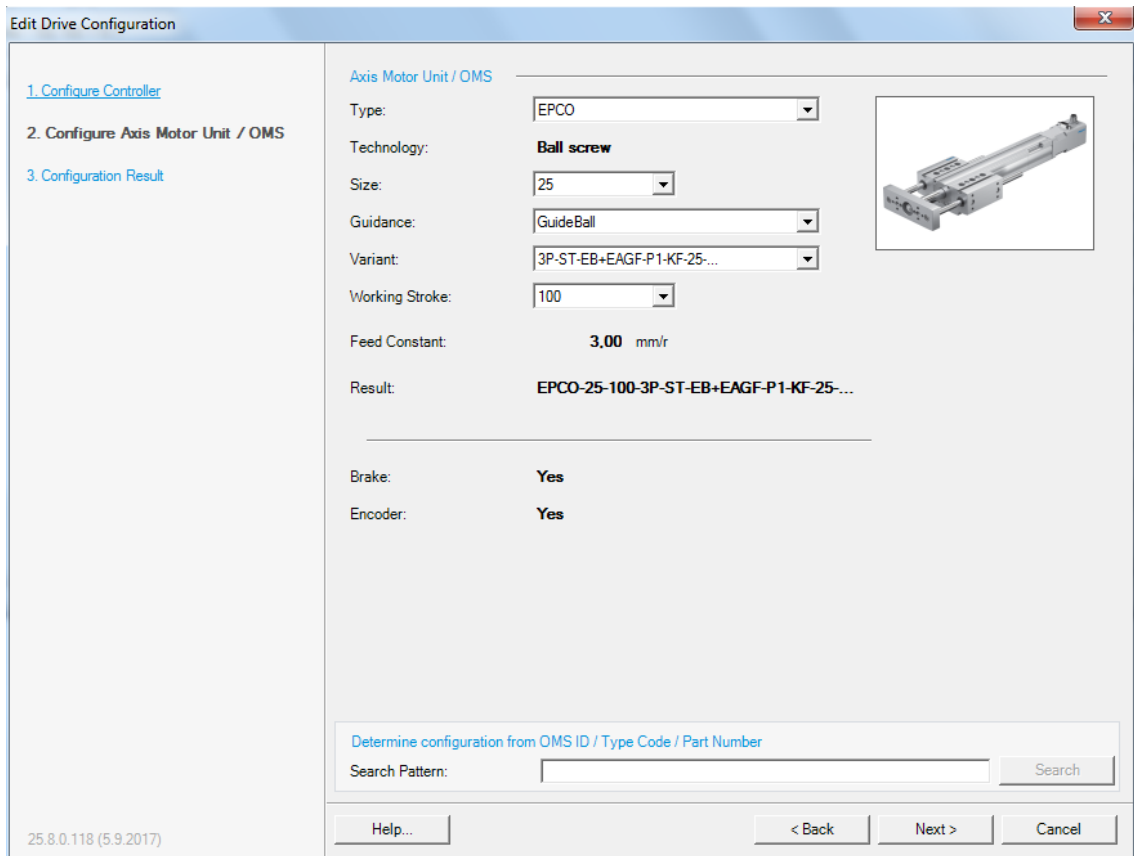 Edit Drive Configuration
x
1. Configure Controller
2. Configure Axis Motor Unit / OMS
3. Configuration Result
Axis Motor Unit / OMS
Type: EPCO
Technology: Ball screw
Size: 25
Guidance: GuideBall
Variant: 3P-ST-EB+EAGF-P1-KF-25-...
Working Stroke: 100
Feed Constant: 3,00 mm/r
Result: EPCO-25-100-3P-ST-EB+EAGF-P1-KF-25-...
Brake: Yes
Encoder: Yes
Determine configuration from OMS ID / Type Code / Part Number
Search Pattern: Search
25.8.0.118 (5.9.2017)
Help... < Back Next > Cancel